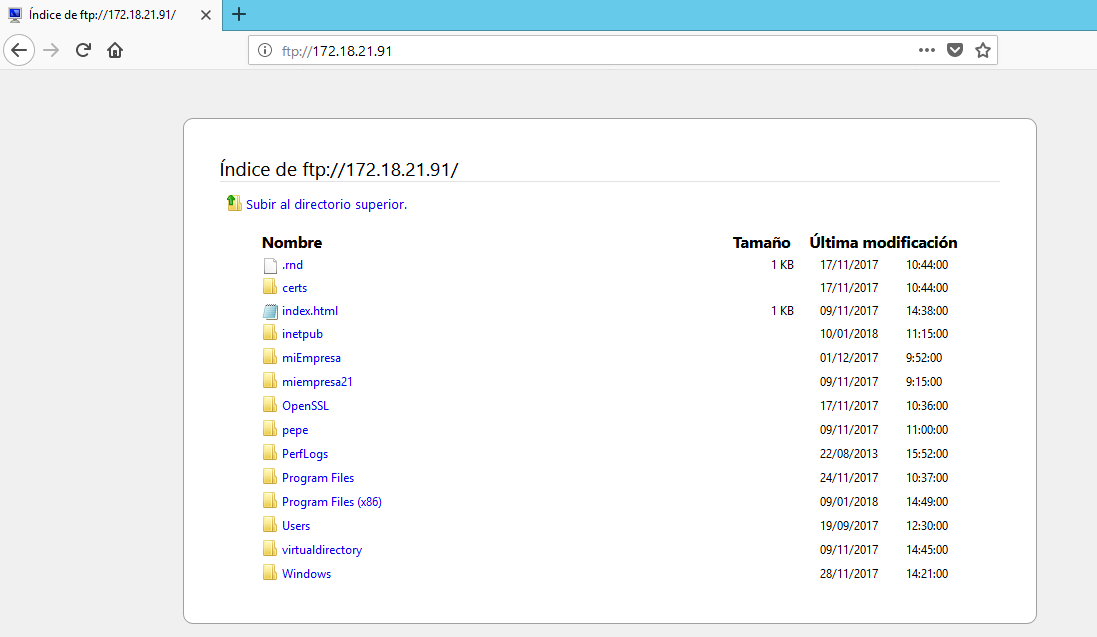 Índice de ftp://172.18.21.91/
ftp://172.18.21.91
Índice de ftp://172.18.21.91/
Subir al directorio superior.
Nombre Tamaño Última modificación
.rnd 1 KB 17/11/2017 10:44:00
certs 17/11/2017 10:44:00
index.html 1 KB 09/11/2017 14:38:00
inetpub 10/01/2018 11:15:00
miEmpresa 01/12/2017 9:52:00
miempresa21 09/11/2017 9:15:00
OpenSSL 17/11/2017 10:36:00
pepe 09/11/2017 11:00:00
PerfLogs 22/08/2013 15:52:00
Program Files 24/11/2017 10:37:00
Program Files (x86) 09/01/2018 14:49:00
Users 19/09/2017 12:30:00
virtualdirectory 09/11/2017 14:45:00
Windows 28/11/2017 14:21:00